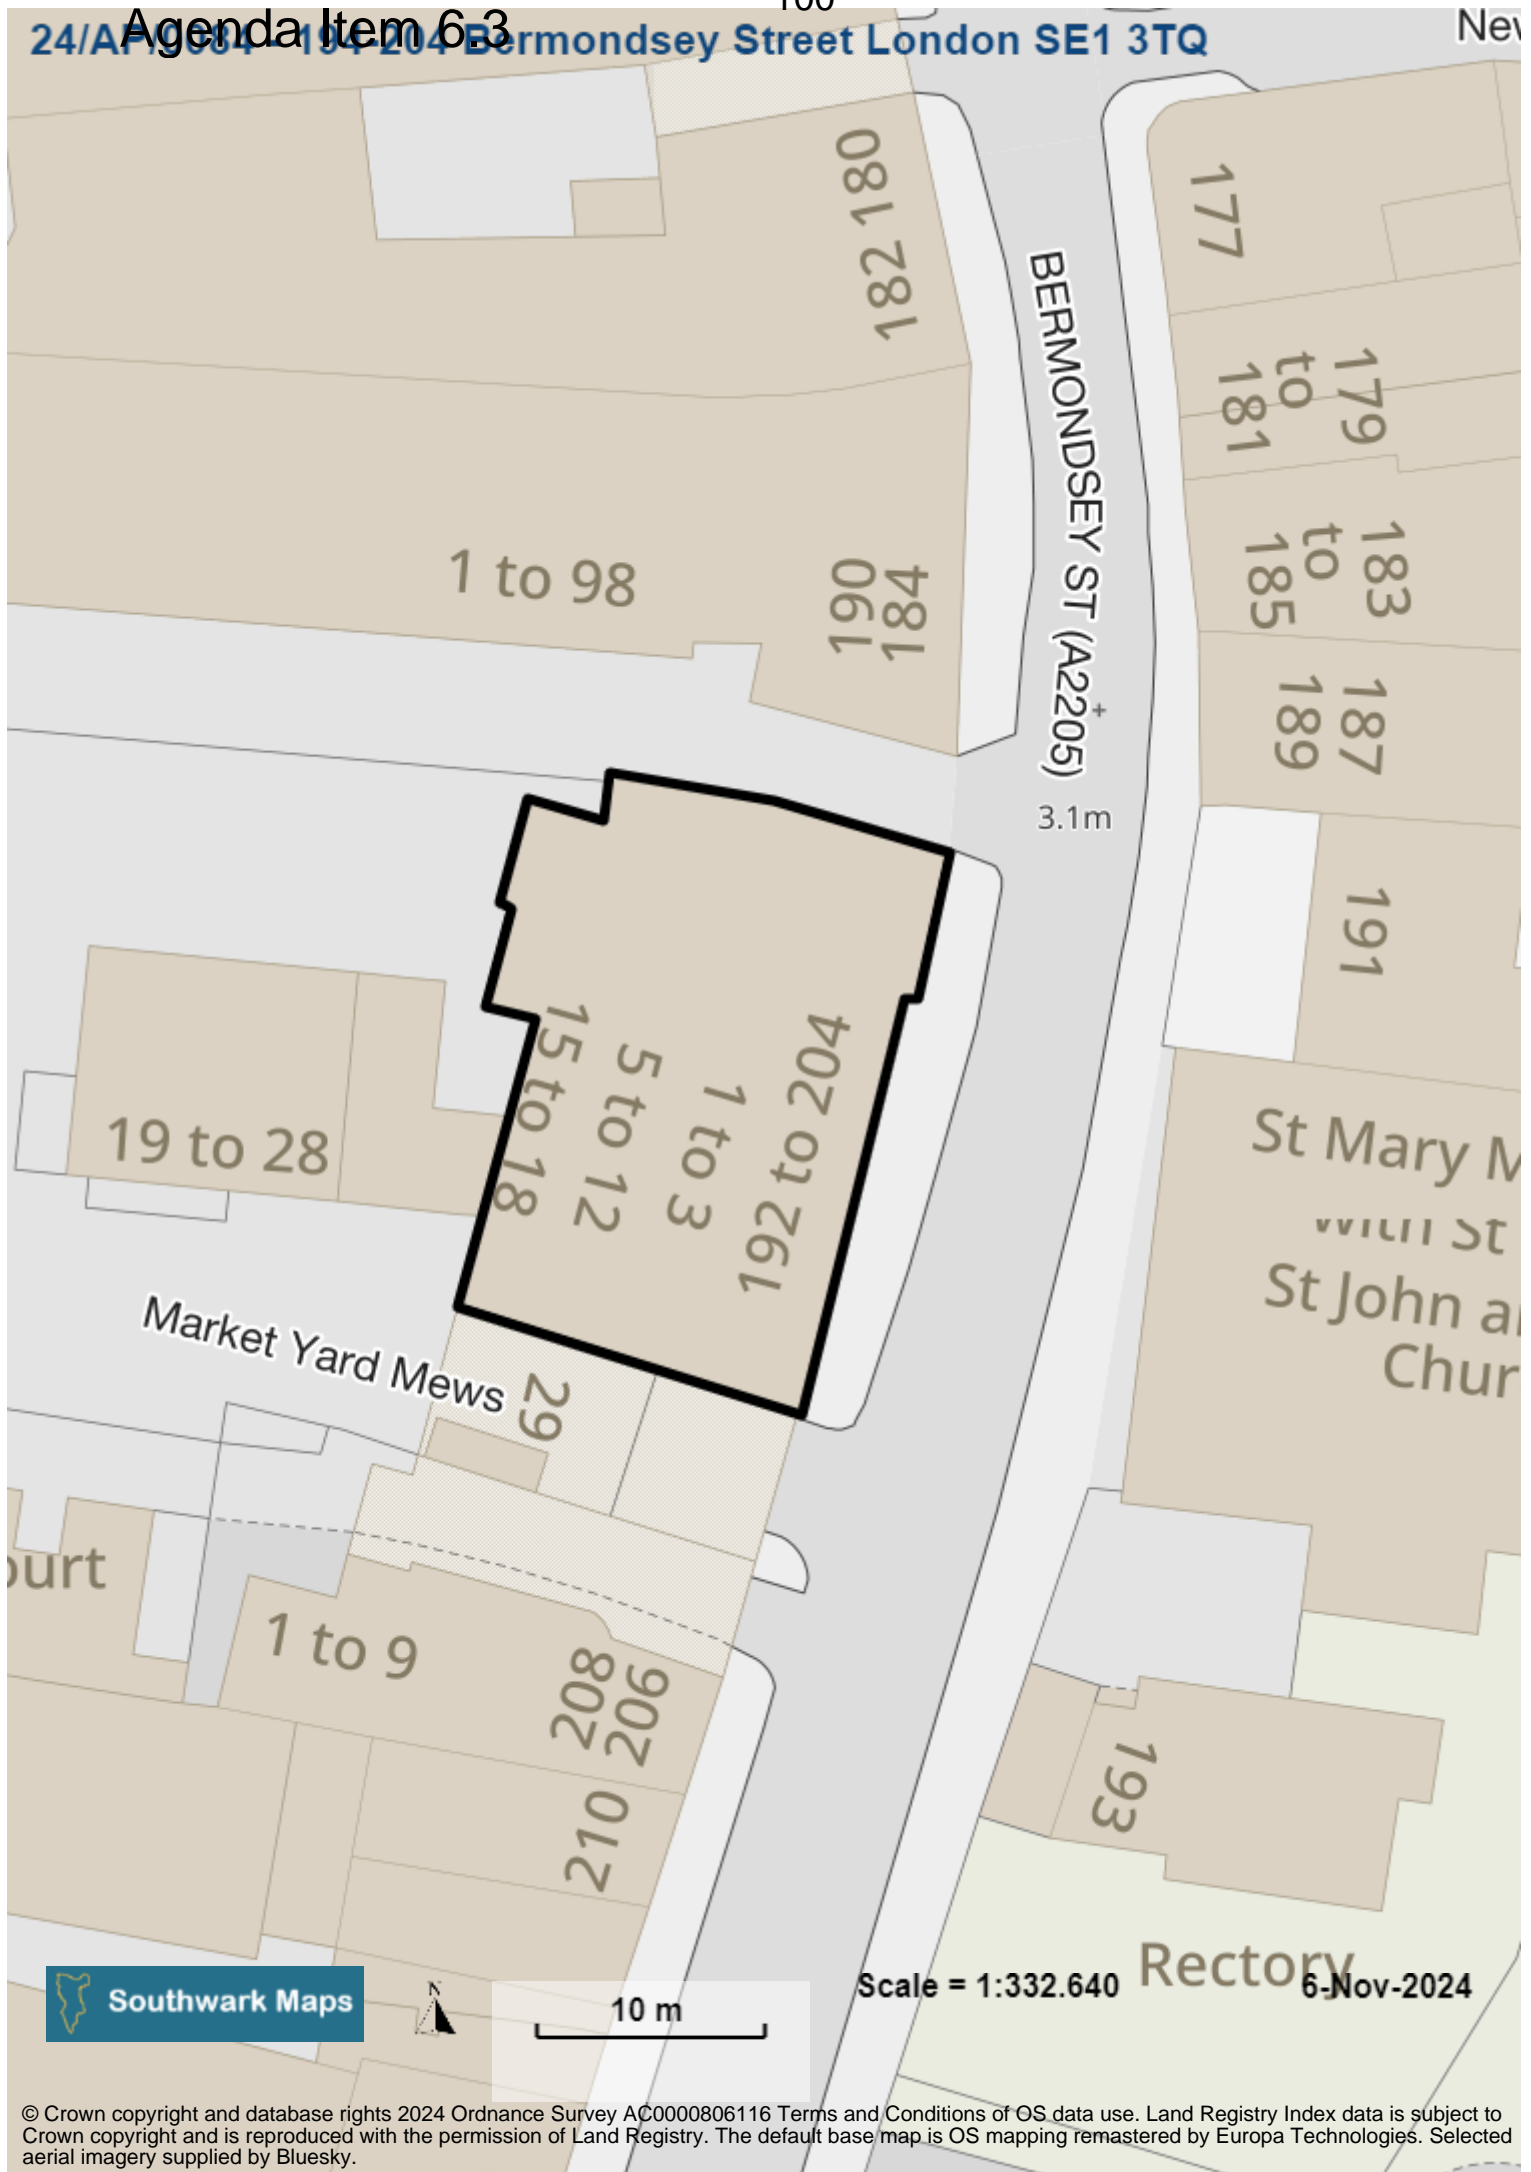 100
Agenda Item 6.3
Bermondsey Street London SE1 3TQ
180
182
177
BERMONDSEY ST (A2205)
179
to
181
1 to 98
190
184
183
to
185
187
189
3.1m
191
15 to 18
5 to 12
1 to 3
192 to 204
19 to 28
St Mary M
with St
St John
Chur
Market Yard Mews
29
ourt
1 to 9
208
206
193
210
Rectory
Southwark Maps
N
10 m
Scale = 1:332.640
6-Nov-2024
© Crown copyright and database rights 2024 Ordnance Survey AC0000806116 Terms and Conditions of OS data use. Land Registry Index data is subject to
Crown copyright and is reproduced with the permission of Land Registry. The default base map is OS mapping remastered by Europa Technologies. Selected
aerial imagery supplied by Bluesky.